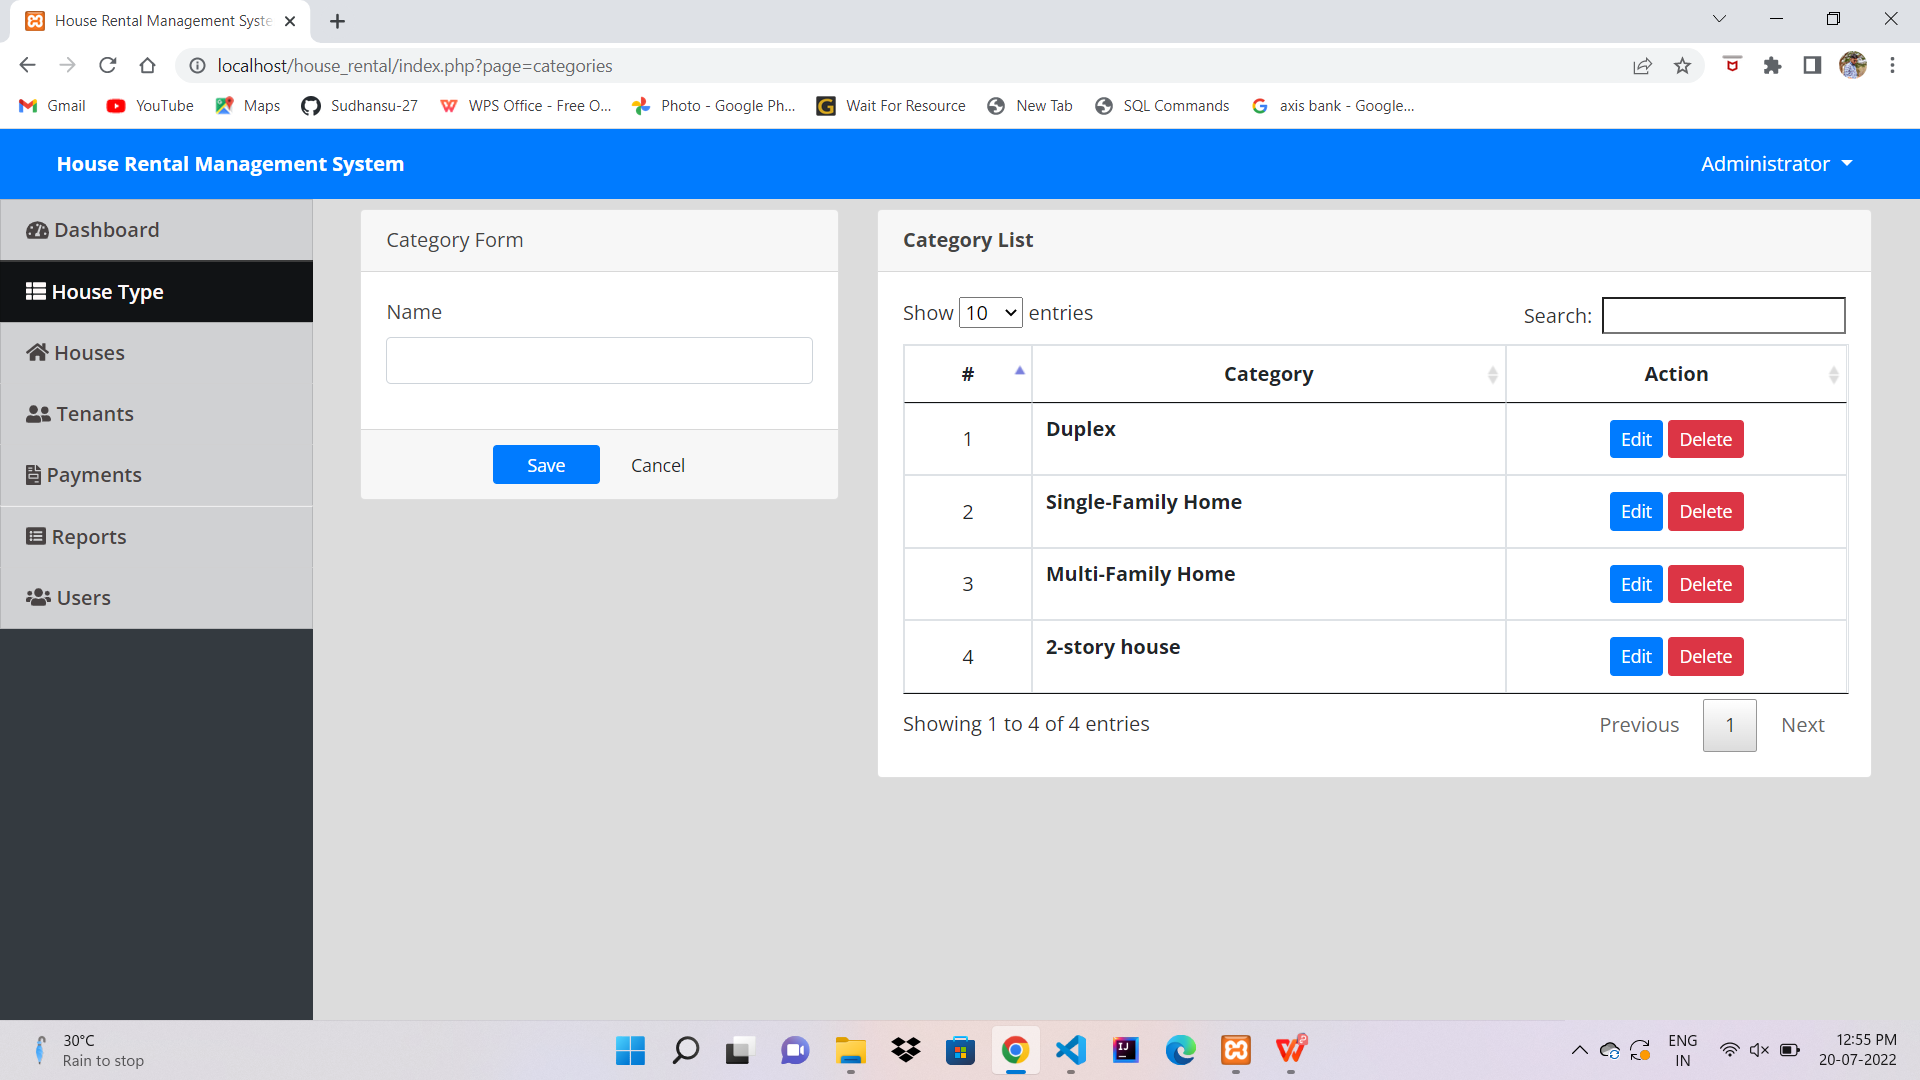 House Rental Management Syste
localhost/house_rental/index.php?page=categories
Gmail YouTube Maps Sudhansu-27 WPS Office - Free O... Photo - Google Ph... Wait For Resource New Tab SQL Commands axis bank - Google...
House Rental Management System
Administrator
Dashboard
House Type
Houses
Tenants
Payments
Reports
Users
Category Form
Name
Save Cancel
Category List
Show 10 entries
Search:
# Category Action
1 Duplex Edit Delete
2 Single-Family Home Edit Delete
3 Multi-Family Home Edit Delete
4 2-story house Edit Delete
Showing 1 to 4 of 4 entries
Previous 1 Next
30°C
Rain to stop
ENG
IN
12:55 PM
20-07-2022